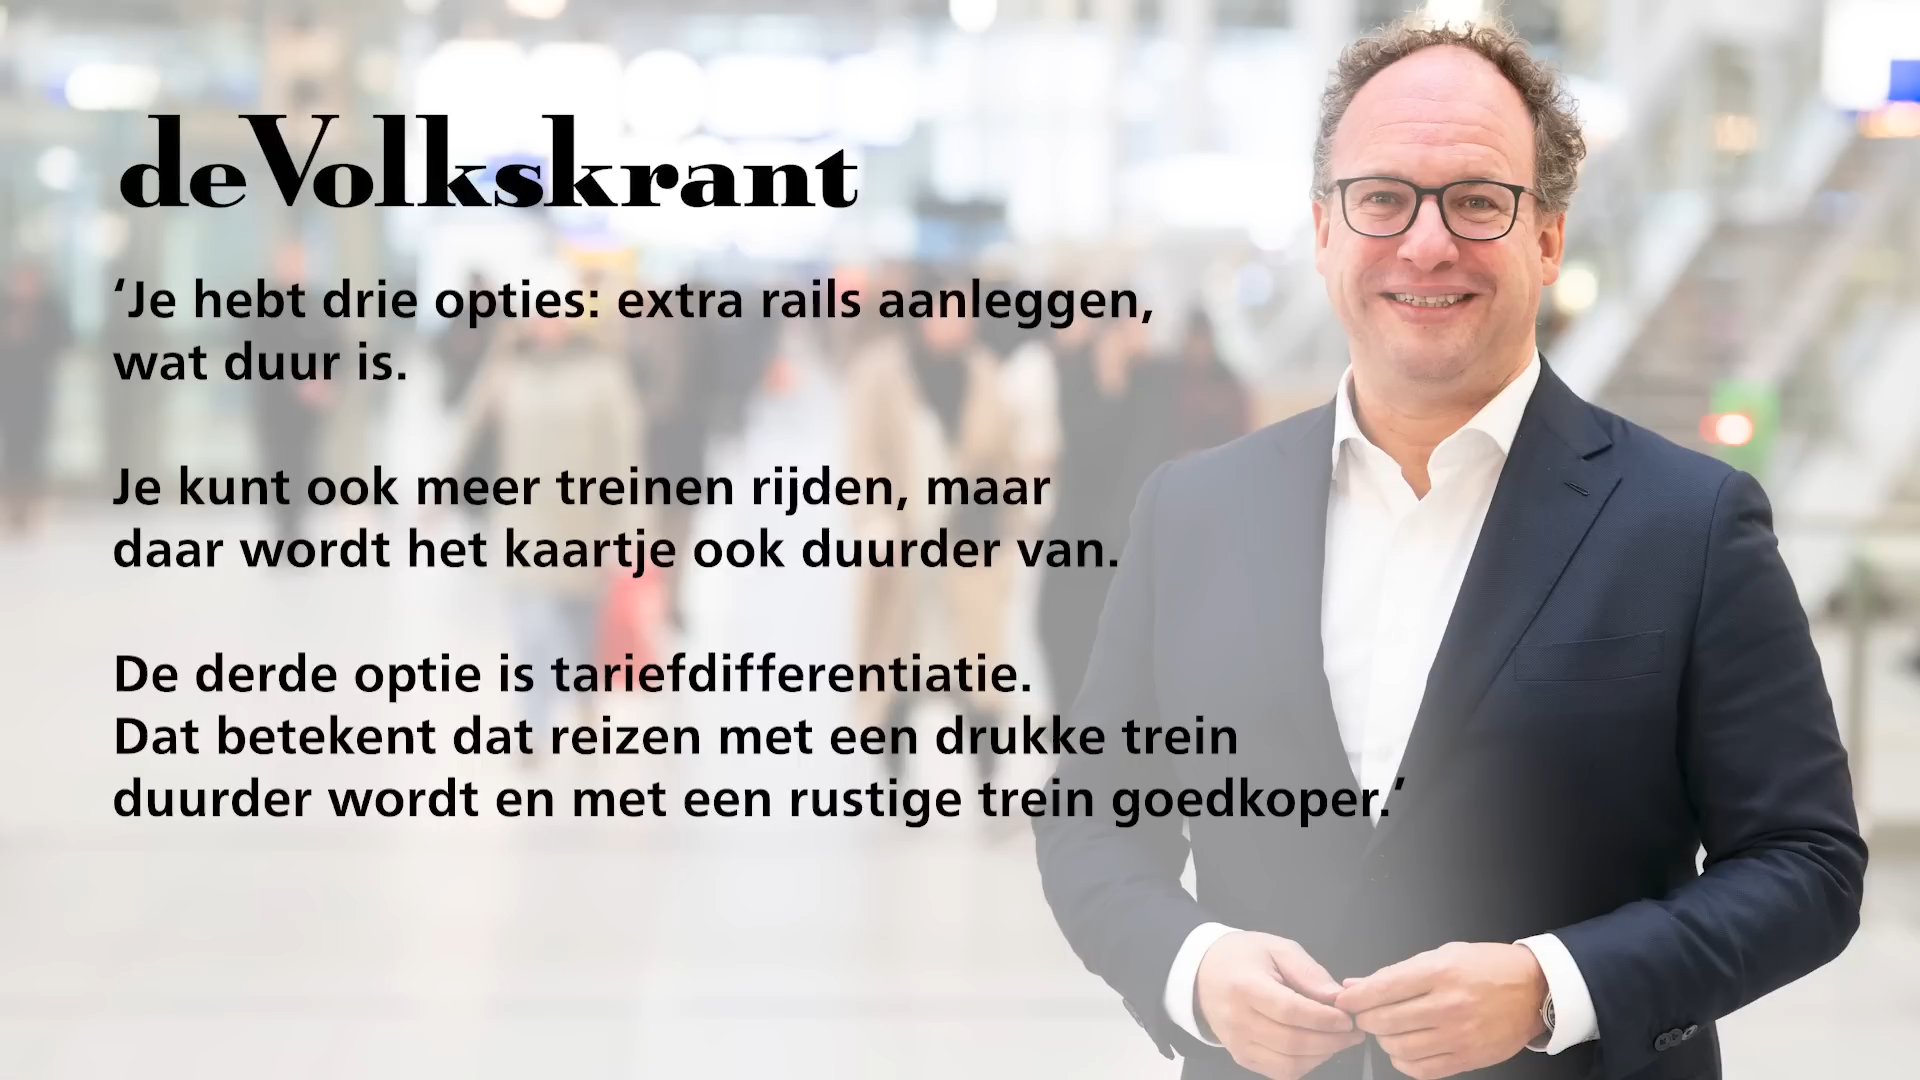 de Volkskrant
‘Je hebt drie opties: extra rails aanleggen,
wat duur is.
Je kunt ook meer treinen rijden, maar
daar wordt het kaartje ook duurder van.
De derde optie is tariefdifferentiatie.
Dat betekent dat reizen met een drukke trein
duurder wordt en met een rustige trein goedkoper.’